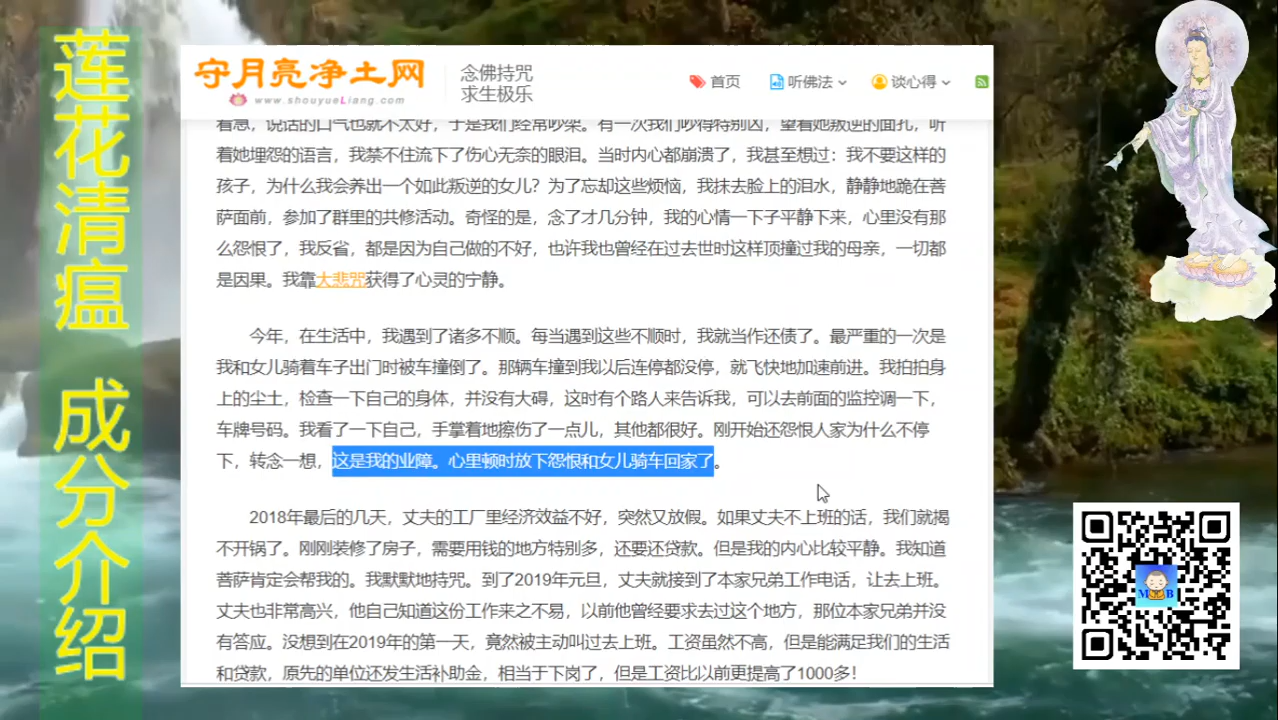 莲花清瘟 成分介绍
守月亮净土网
www.shouyueLiang.com
念佛持咒
求生极乐
首页
听佛法
谈心得
着急，说话的口气也就不太好，于是我们经常吵架。有一次我们吵得特别凶，望着她叛逆的面孔，听
着她埋怨的语言，我禁不住流下了伤心无奈的眼泪。当时内心都崩溃了，我甚至想过：我不要这样的
孩子，为什么我会养出一个如此叛逆的女儿？为了忘却这些烦恼，我抹去脸上的泪水，静静地跪在菩
萨面前，参加了群里的共修活动。奇怪的是，念了才几分钟，我的心情一下子平静下来，心里没有那
么怨恨了，我反省，都是因为自己做的不好，也许我也曾经在过去世时这样顶撞过我的母亲，一切都
是因果。我靠大悲咒获得了心灵的宁静。
今年，在生活中，我遇到了诸多不顺。每当遇到这些不顺时，我就当作还债了。最严重的一次是
我和女儿骑着车子出门时被车撞倒了。那辆车撞到我以后连停都没停，就飞快地加速前进。我拍拍身
上的尘土，检查一下自己的身体，并没有大碍，这时有个路人来告诉我，可以去前面的监控调一下，
车牌号码。我看了一下自己，手掌着地擦伤了一点儿，其他都很好。刚开始还怨恨人家为什么不停
下，转念一想，这是我的业障。心里顿时放下怨恨和女儿骑车回家了。
2018年最后的几天，丈夫的工厂里经济效益不好，突然又放假。如果丈夫不上班的话，我们就揭
不开锅了。刚刚装修了房子，需要用钱的地方特别多，还要还贷款。但是我的内心比较平静。我知道
菩萨肯定会帮我的。我默默地持咒。到了2019年元旦，丈夫就接到了本家兄弟工作电话，让去上班。
丈夫也非常高兴，他自己知道这份工作来之不易，以前他曾经要求去过这个地方，那位本家兄弟并没
有答应。没想到在2019年的第一天，竟然被主动叫过去上班。工资虽然不高，但是能满足我们的生活
和贷款，原先的单位还发生活补助金，相当于下岗了，但是工资比以前更提高了1000多！